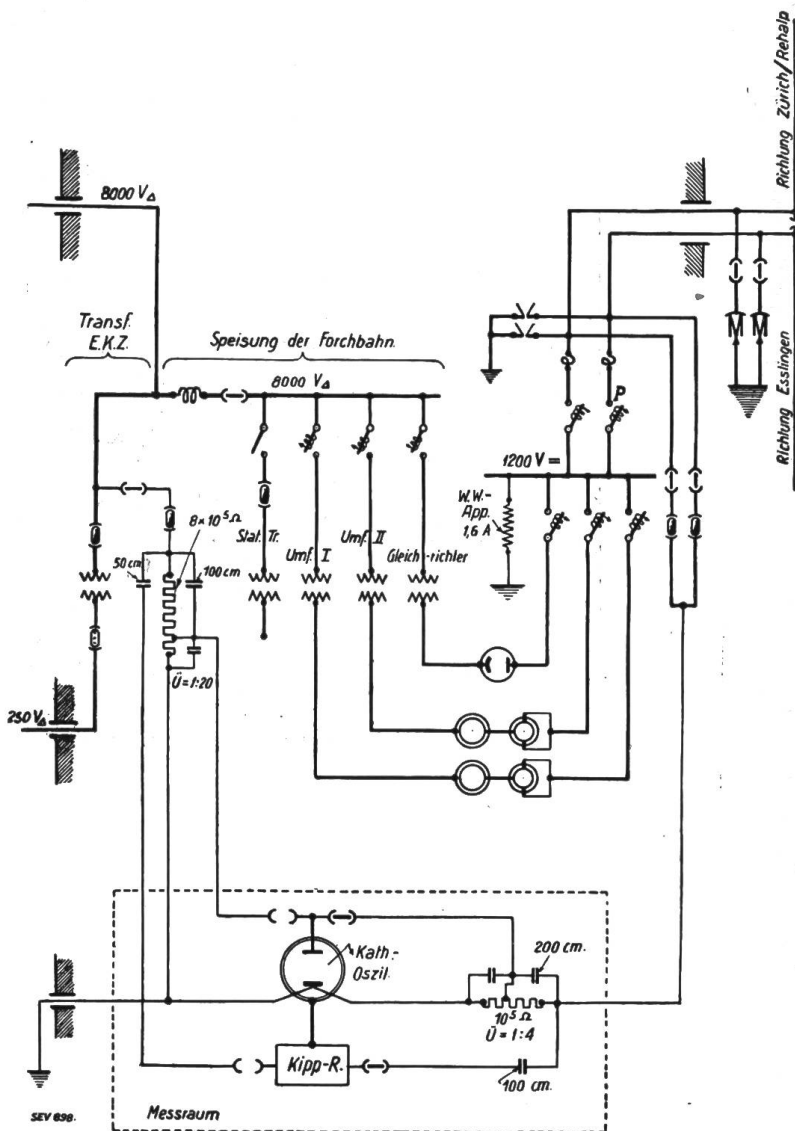 8000 V Δ
Richtung Zürich/Rehalp
Richtung Esslingen
Transf.
E.K.Z.
Speisung der Forchbahn.
8000 V Δ
P
1200 V =
W.W.-
App.
1,6 A
8×10⁵ Ω
50 cm
100 cm
Stat. Tr.
Umf. I
Umf. II
Gleich-richter
Ü = 1:20
250 V Δ
Kath.-
Oszil.
200 cm.
10⁵ Ω
Ü = 1:4
Kipp-R.
100 cm.
SEV 898.
Messraum